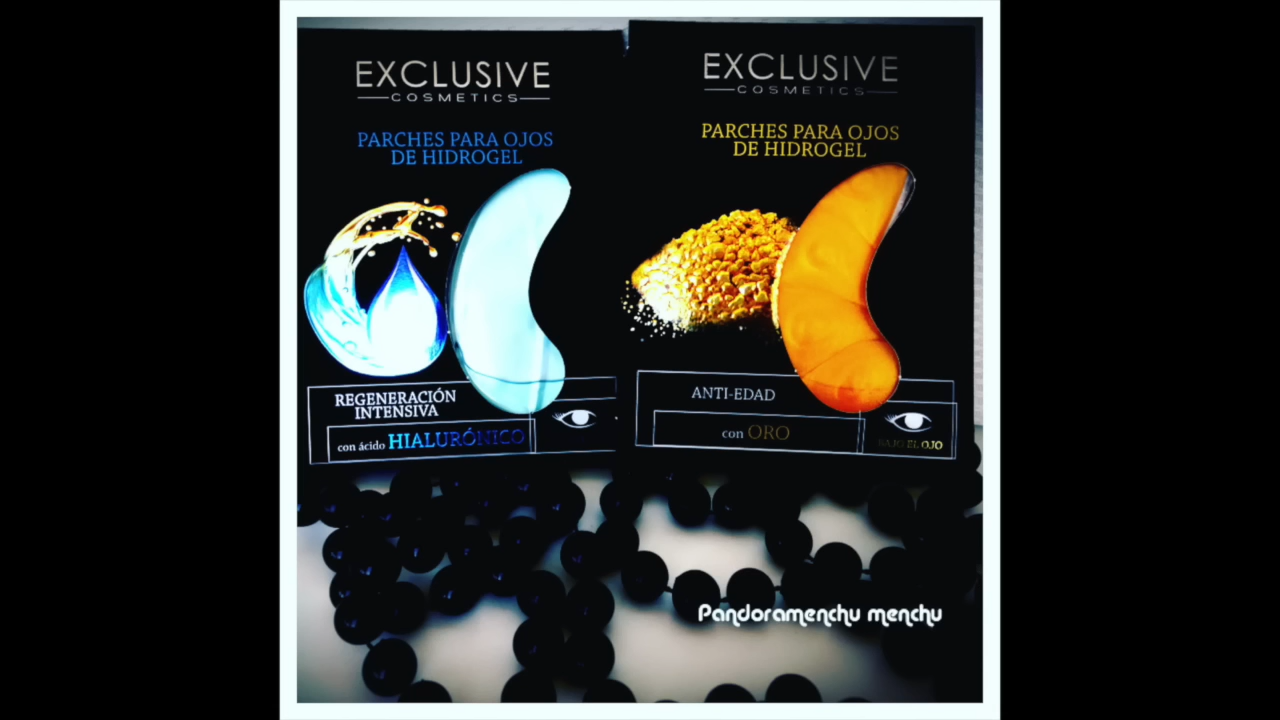 EXCLUSIVE
COSMETICS
PARCHES PARA OJOS
DE HIDROGEL
REGENERACIÓN
INTENSIVA
con ácido HIALURÓNICO
EXCLUSIVE
COSMETICS
PARCHES PARA OJOS
DE HIDROGEL
ANTI-EDAD
con ORO
BAJO EL OJO
Pandoramenchu menchu